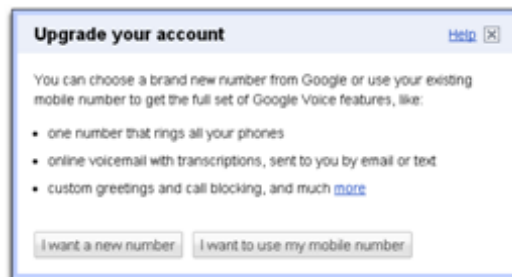 Upgrade your account
Help
You can choose a brand new number from Google or use your existing
mobile number to get the full set of Google Voice features, like:
• one number that rings all your phones
• online voicemail with transcriptions, sent to you by email or text
• custom greetings and call blocking, and much more
I want a new number
I want to use my mobile number